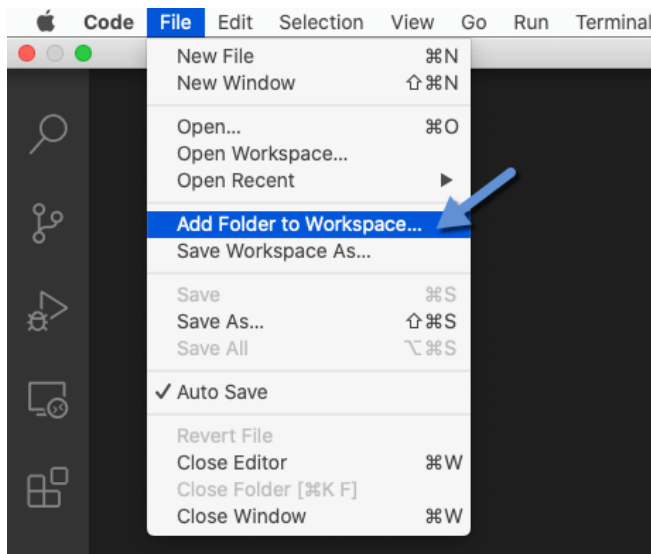 Code File Edit Selection View Go Run Terminal
New File ⌘N
New Window ⇧⌘N
Open... ⌘O
Open Workspace...
Open Recent ▶
Add Folder to Workspace...
Save Workspace As...
Save ⌘S
Save As... ⇧⌘S
Save All ⌥⌘S
✓ Auto Save
Revert File
Close Editor ⌘W
Close Folder [⌘K F]
Close Window ⌘W